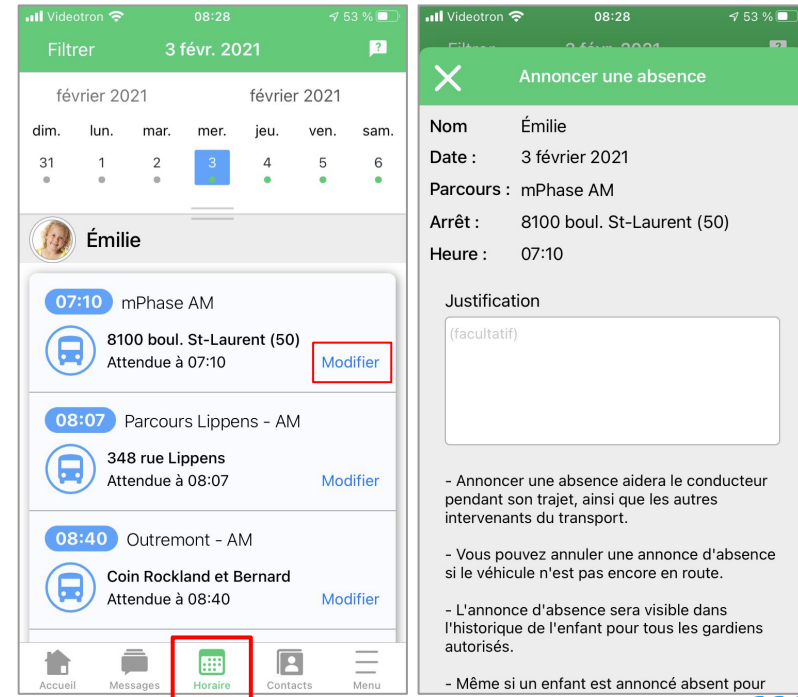 Videotron 08:28 53 %
Filtrer 3 févr. 2021 ?
février 2021 février 2021
dim. lun. mar. mer. jeu. ven. sam.
31 1 2 3 4 5 6
Émilie
07:10 mPhase AM
8100 boul. St-Laurent (50)
Attendue à 07:10 Modifier
08:07 Parcours Lippens - AM
348 rue Lippens
Attendue à 08:07 Modifier
08:40 Outremont - AM
Coin Rockland et Bernard
Attendue à 08:40 Modifier
Accueil Messages Horaire Contacts Menu
Videotron 08:28 53 %
Filtrer 3 févr. 2021 ?
Annoncer une absence
Nom Émilie
Date : 3 février 2021
Parcours : mPhase AM
Arrêt : 8100 boul. St-Laurent (50)
Heure : 07:10
Justification
(facultatif)
- Annoncer une absence aidera le conducteur
pendant son trajet, ainsi que les autres
intervenants du transport.
- Vous pouvez annuler une annonce d'absence
si le véhicule n'est pas encore en route.
- L'annonce d'absence sera visible dans
l'historique de l'enfant pour tous les gardiens
autorisés.
- Même si un enfant est annoncé absent pour